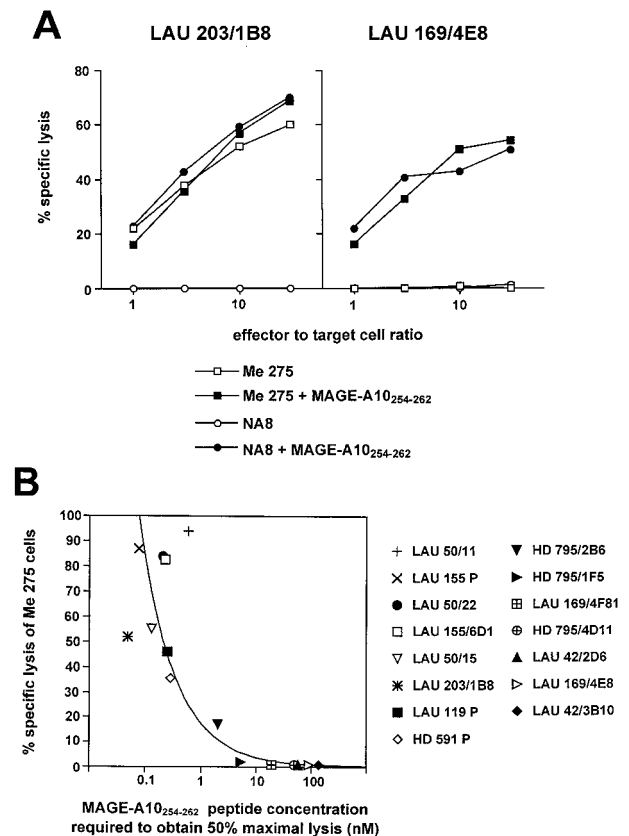 A
LAU 203/1B8 LAU 169/4E8
% specific lysis
80
60
40
20
0
1 10 1 10
effector to target cell ratio
Me 275
Me 275 + MAGE-A10254-262
NA8
NA8 + MAGE-A10254-262
B
% specific lysis of Me 275 cells
100
90
80
70
60
50
40
30
20
10
0
0.1 1 10 100
MAGE-A10254-262 peptide concentration
required to obtain 50% maximal lysis (nM)
LAU 50/11
LAU 155 P
LAU 50/22
LAU 155/6D1
LAU 50/15
LAU 203/1B8
LAU 119 P
HD 591 P
HD 795/2B6
HD 795/1F5
LAU 169/4F81
HD 795/4D11
LAU 42/2D6
LAU 169/4E8
LAU 42/3B10